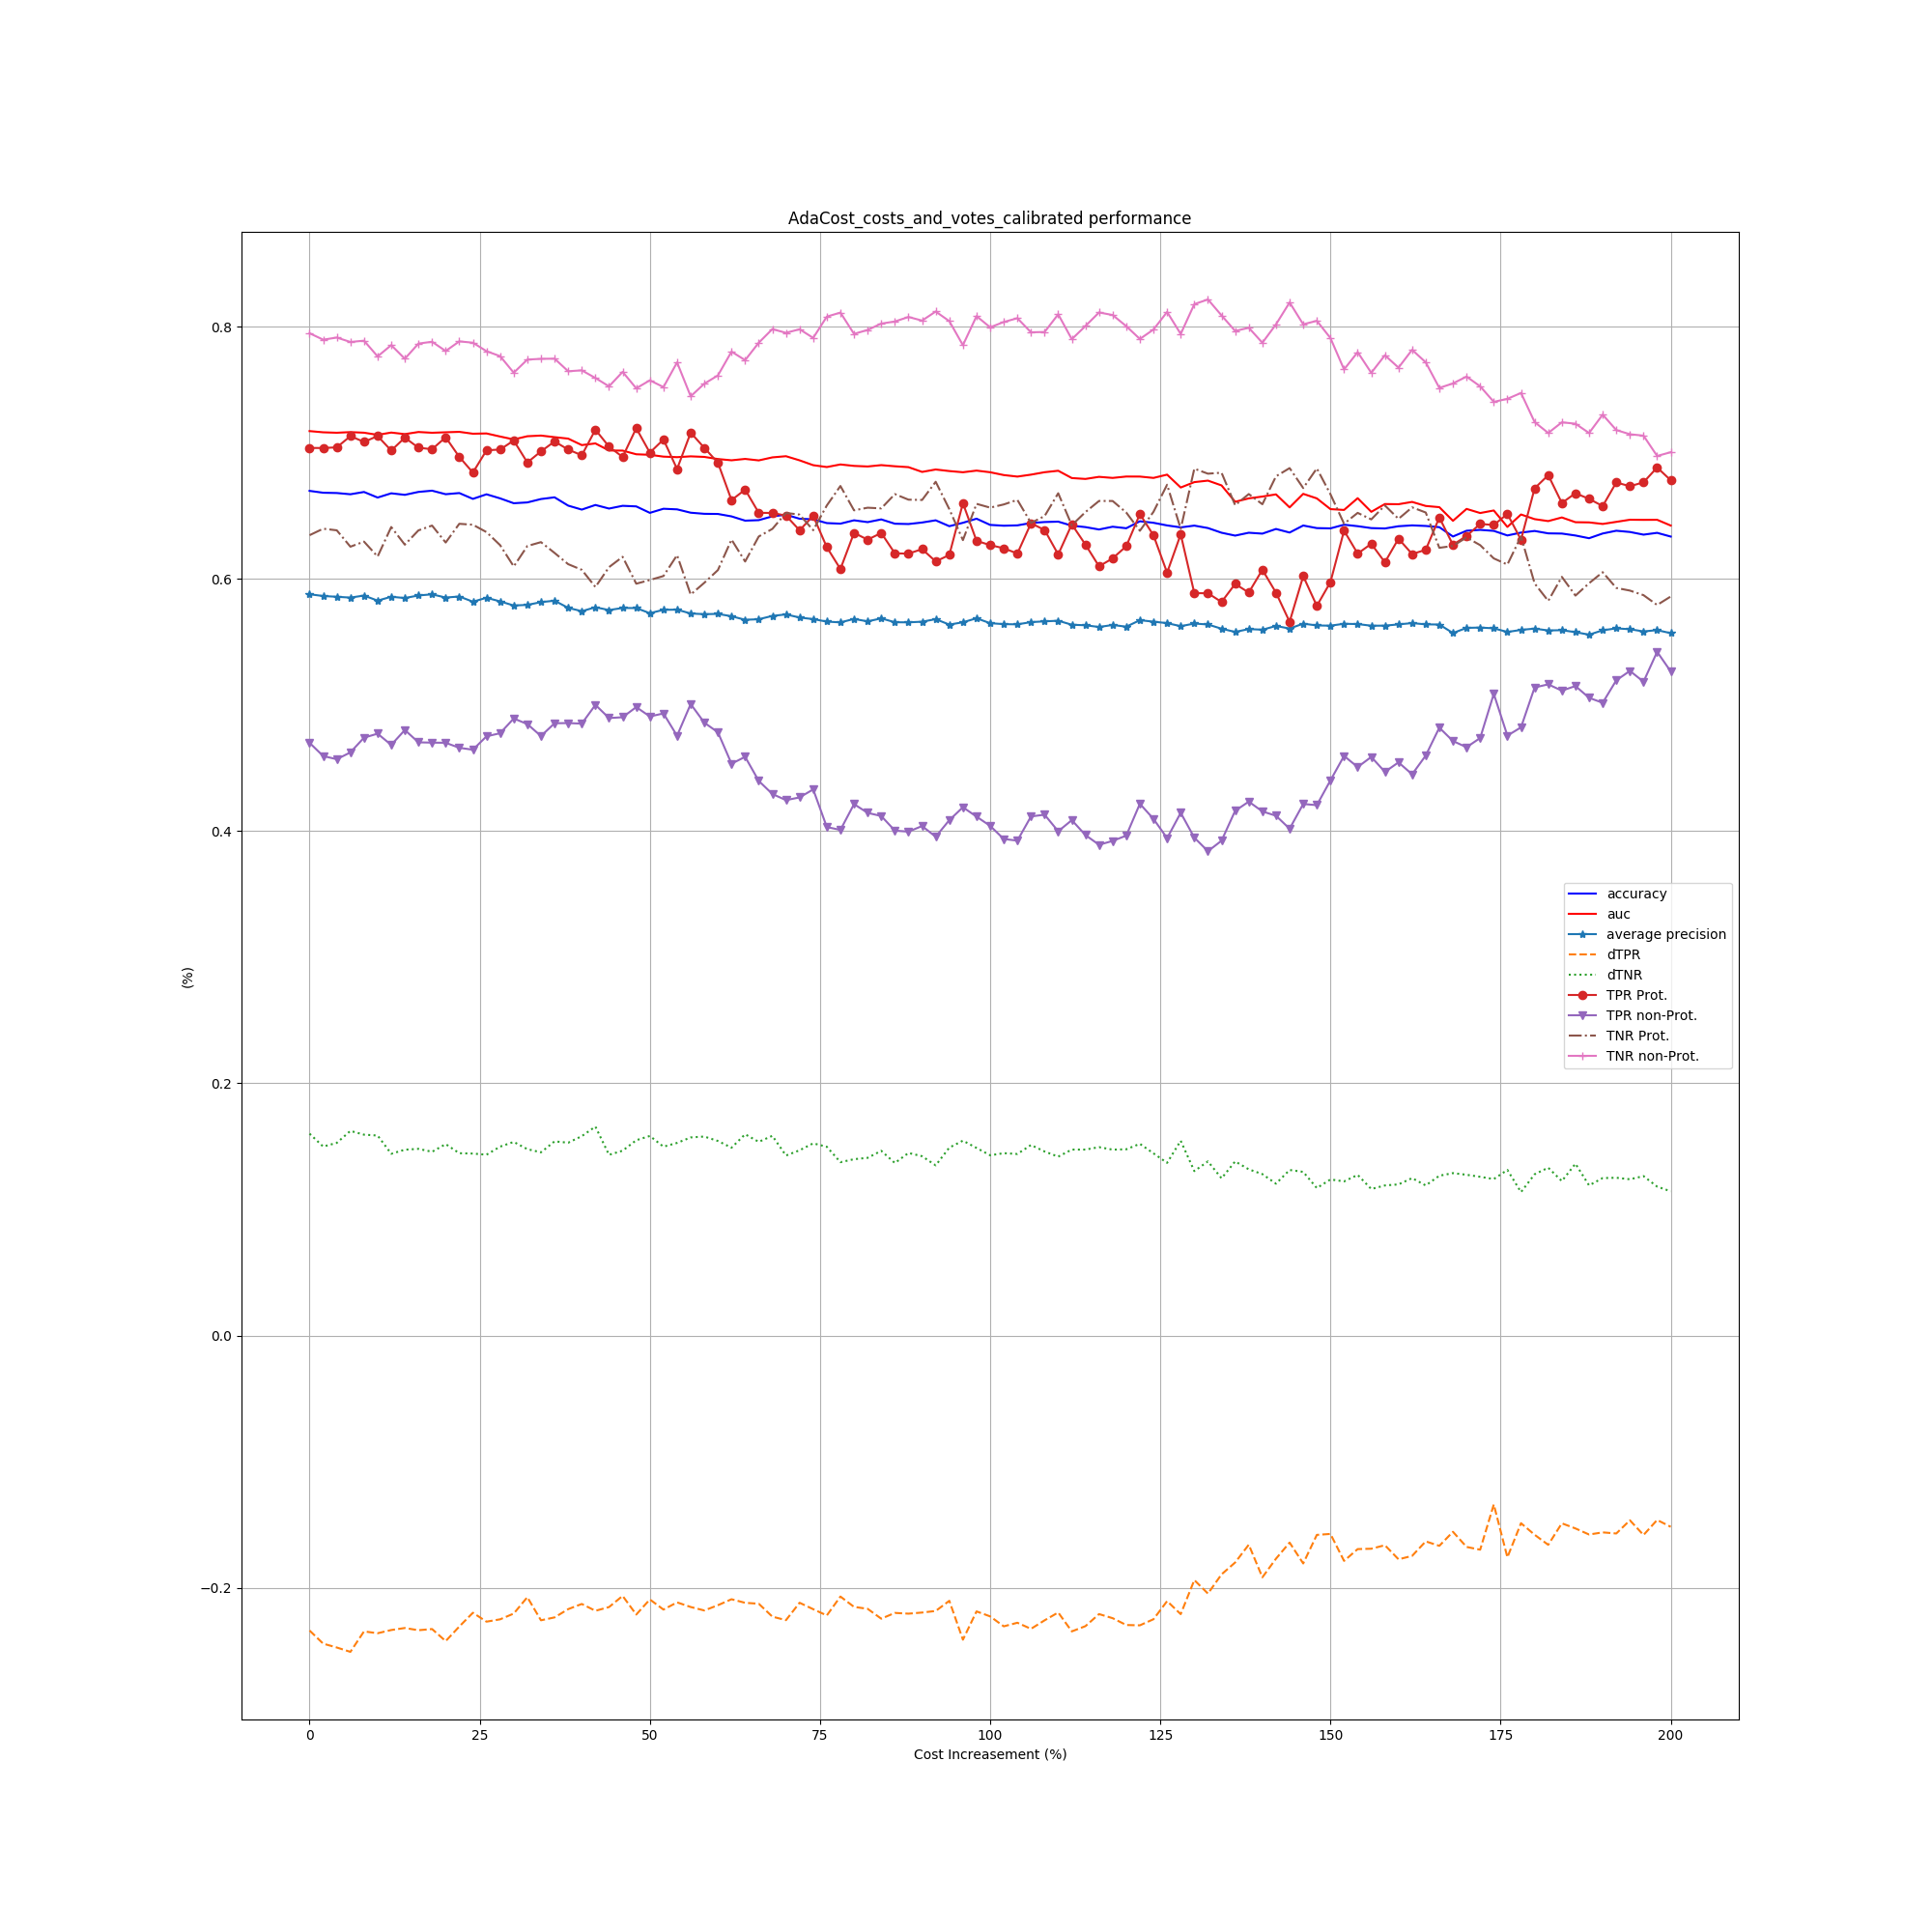 AdaCost_costs_and_votes_calibrated performance
0.8
0.6
0.4
0.2
0.0
−0.2
(%)
accuracy
auc
average precision
dTPR
dTNR
TPR Prot.
TPR non-Prot.
TNR Prot.
TNR non-Prot.
0 25 50 75 100 125 150 175 200
Cost Increasement (%)